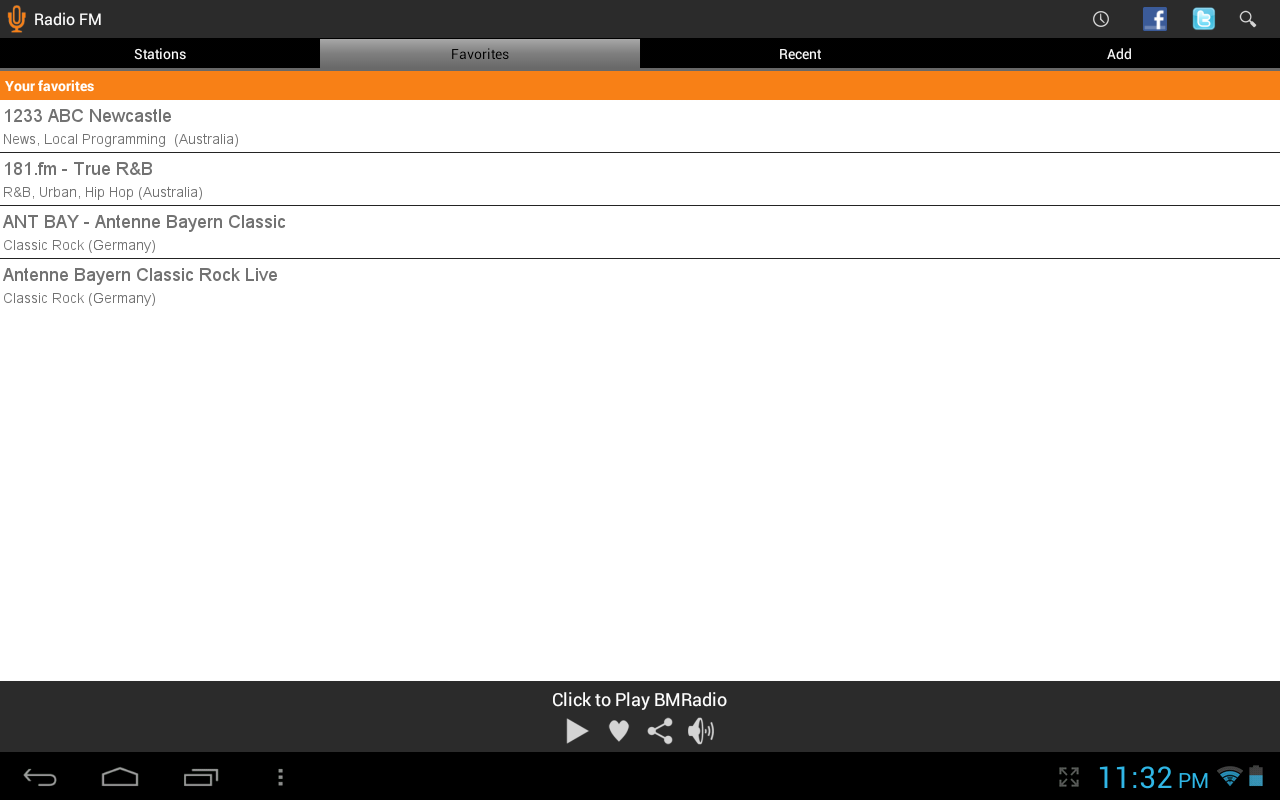 Radio FM
Stations
Favorites
Recent
Add
Your favorites
1233 ABC Newcastle
News, Local Programming  (Australia)
181.fm - True R&B
R&B, Urban, Hip Hop (Australia)
ANT BAY - Antenne Bayern Classic
Classic Rock (Germany)
Antenne Bayern Classic Rock Live
Classic Rock (Germany)
Click to Play BMRadio
11:32 PM